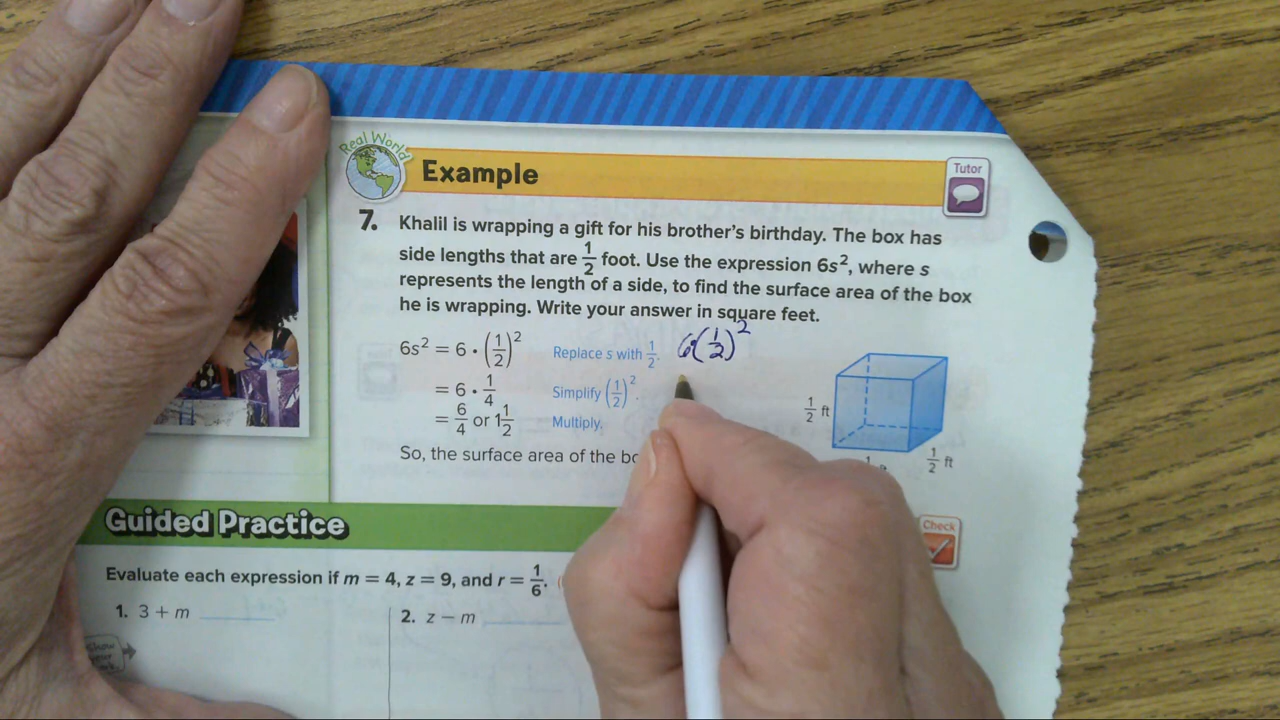 Real World
Example
Tutor
7. Khalil is wrapping a gift for his brother's birthday. The box has
side lengths that are 1/2 foot. Use the expression 6s², where s
represents the length of a side, to find the surface area of the box
he is wrapping. Write your answer in square feet.
6s² = 6 • (1/2)² Replace s with 1/2. 6(1/2)²
= 6 • 1/4 Simplify (1/2)².
= 6/4 or 1 1/2 Multiply.
1/2 ft
1/2 ft
So, the surface area of the
Guided Practice
Check
Evaluate each expression if m = 4, z = 9, and r = 1/6.
1. 3 + m
2. z − m
Show your